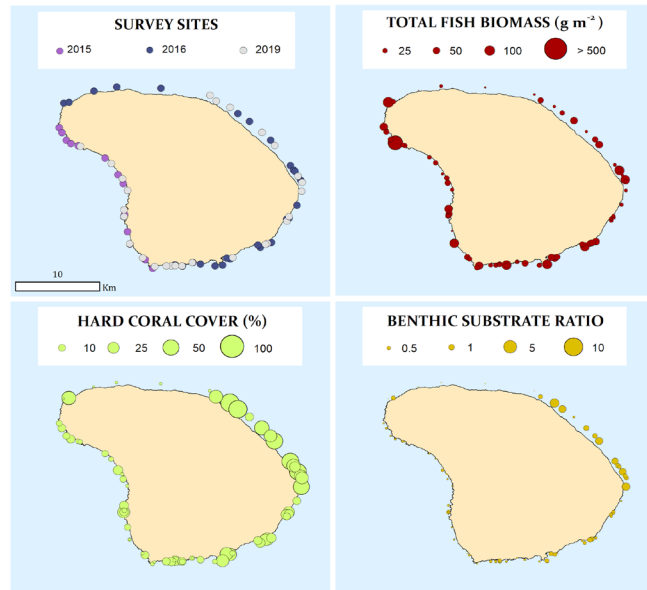 SURVEY SITES
2015 2016 2019
10
Km
TOTAL FISH BIOMASS (g m⁻²)
25 50 100 > 500
HARD CORAL COVER (%)
10 25 50 100
BENTHIC SUBSTRATE RATIO
0.5 1 5 10